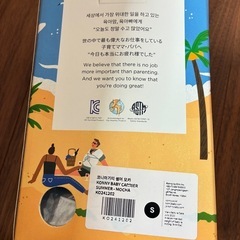 세상에서 가장 위대한 일을 하고 있는
육아맘, 육아빠에게
"오늘도 정말 수고 많았어요"
世の中で最も偉大なお仕事をしている
子育てママ・パパへ
"今日も本当にお疲れ様でした"
We believe that there is no job
more important than parenting.
And we want you to know that
you're doing great!
ASTM
코니아기띠 썸머 모카
KONNY BABY CARRIER
SUMMER - MOCHA
KO241202
S
KO241202